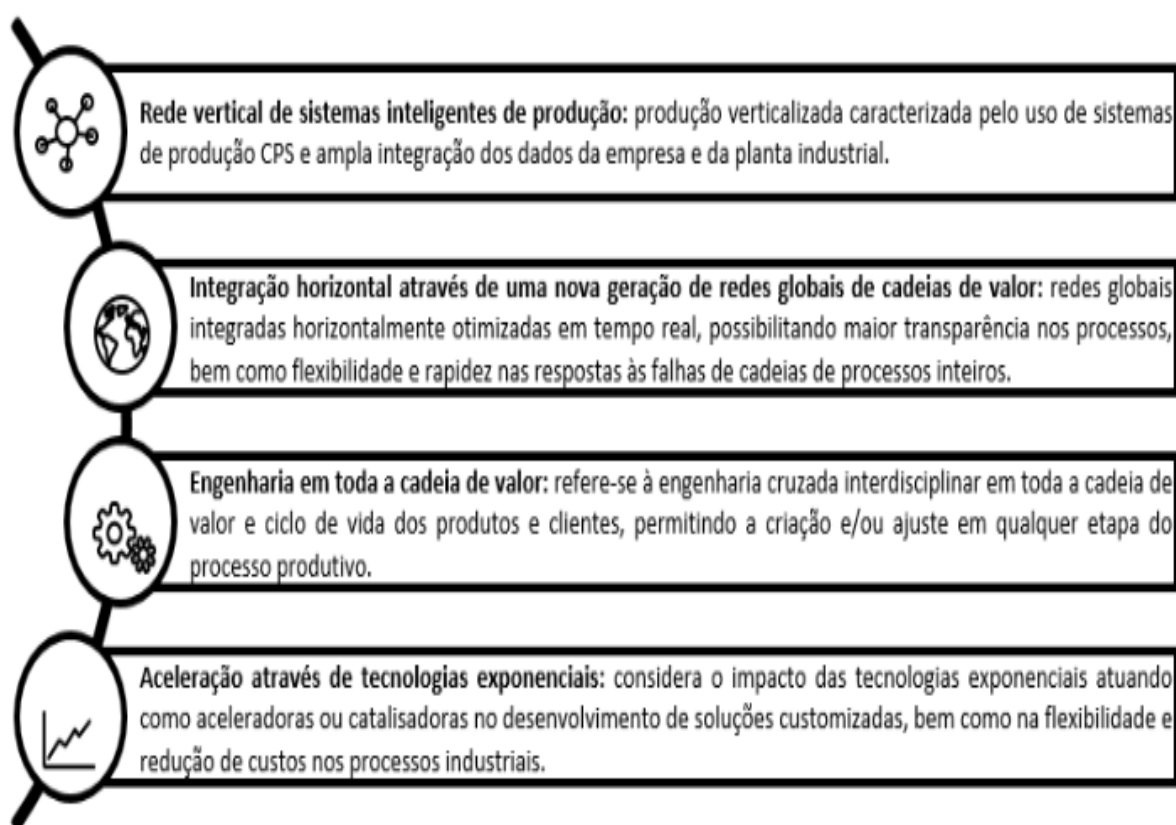 Rede vertical de sistemas inteligentes de produção: produção verticalizada caracterizada pelo uso de sistemas
de produção CPS e ampla integração dos dados da empresa e da planta industrial.
Integração horizontal através de uma nova geração de redes globais de cadeias de valor: redes globais
integradas horizontalmente otimizadas em tempo real, possibilitando maior transparência nos processos,
bem como flexibilidade e rapidez nas respostas às falhas de cadeias de processos inteiros.
Engenharia em toda a cadeia de valor: refere-se à engenharia cruzada interdisciplinar em toda a cadeia de
valor e ciclo de vida dos produtos e clientes, permitindo a criação e/ou ajuste em qualquer etapa do
processo produtivo.
Aceleração através de tecnologias exponenciais: considera o impacto das tecnologias exponenciais atuando
como aceleradoras ou catalisadoras no desenvolvimento de soluções customizadas, bem como na flexibilidade e
redução de custos nos processos industriais.